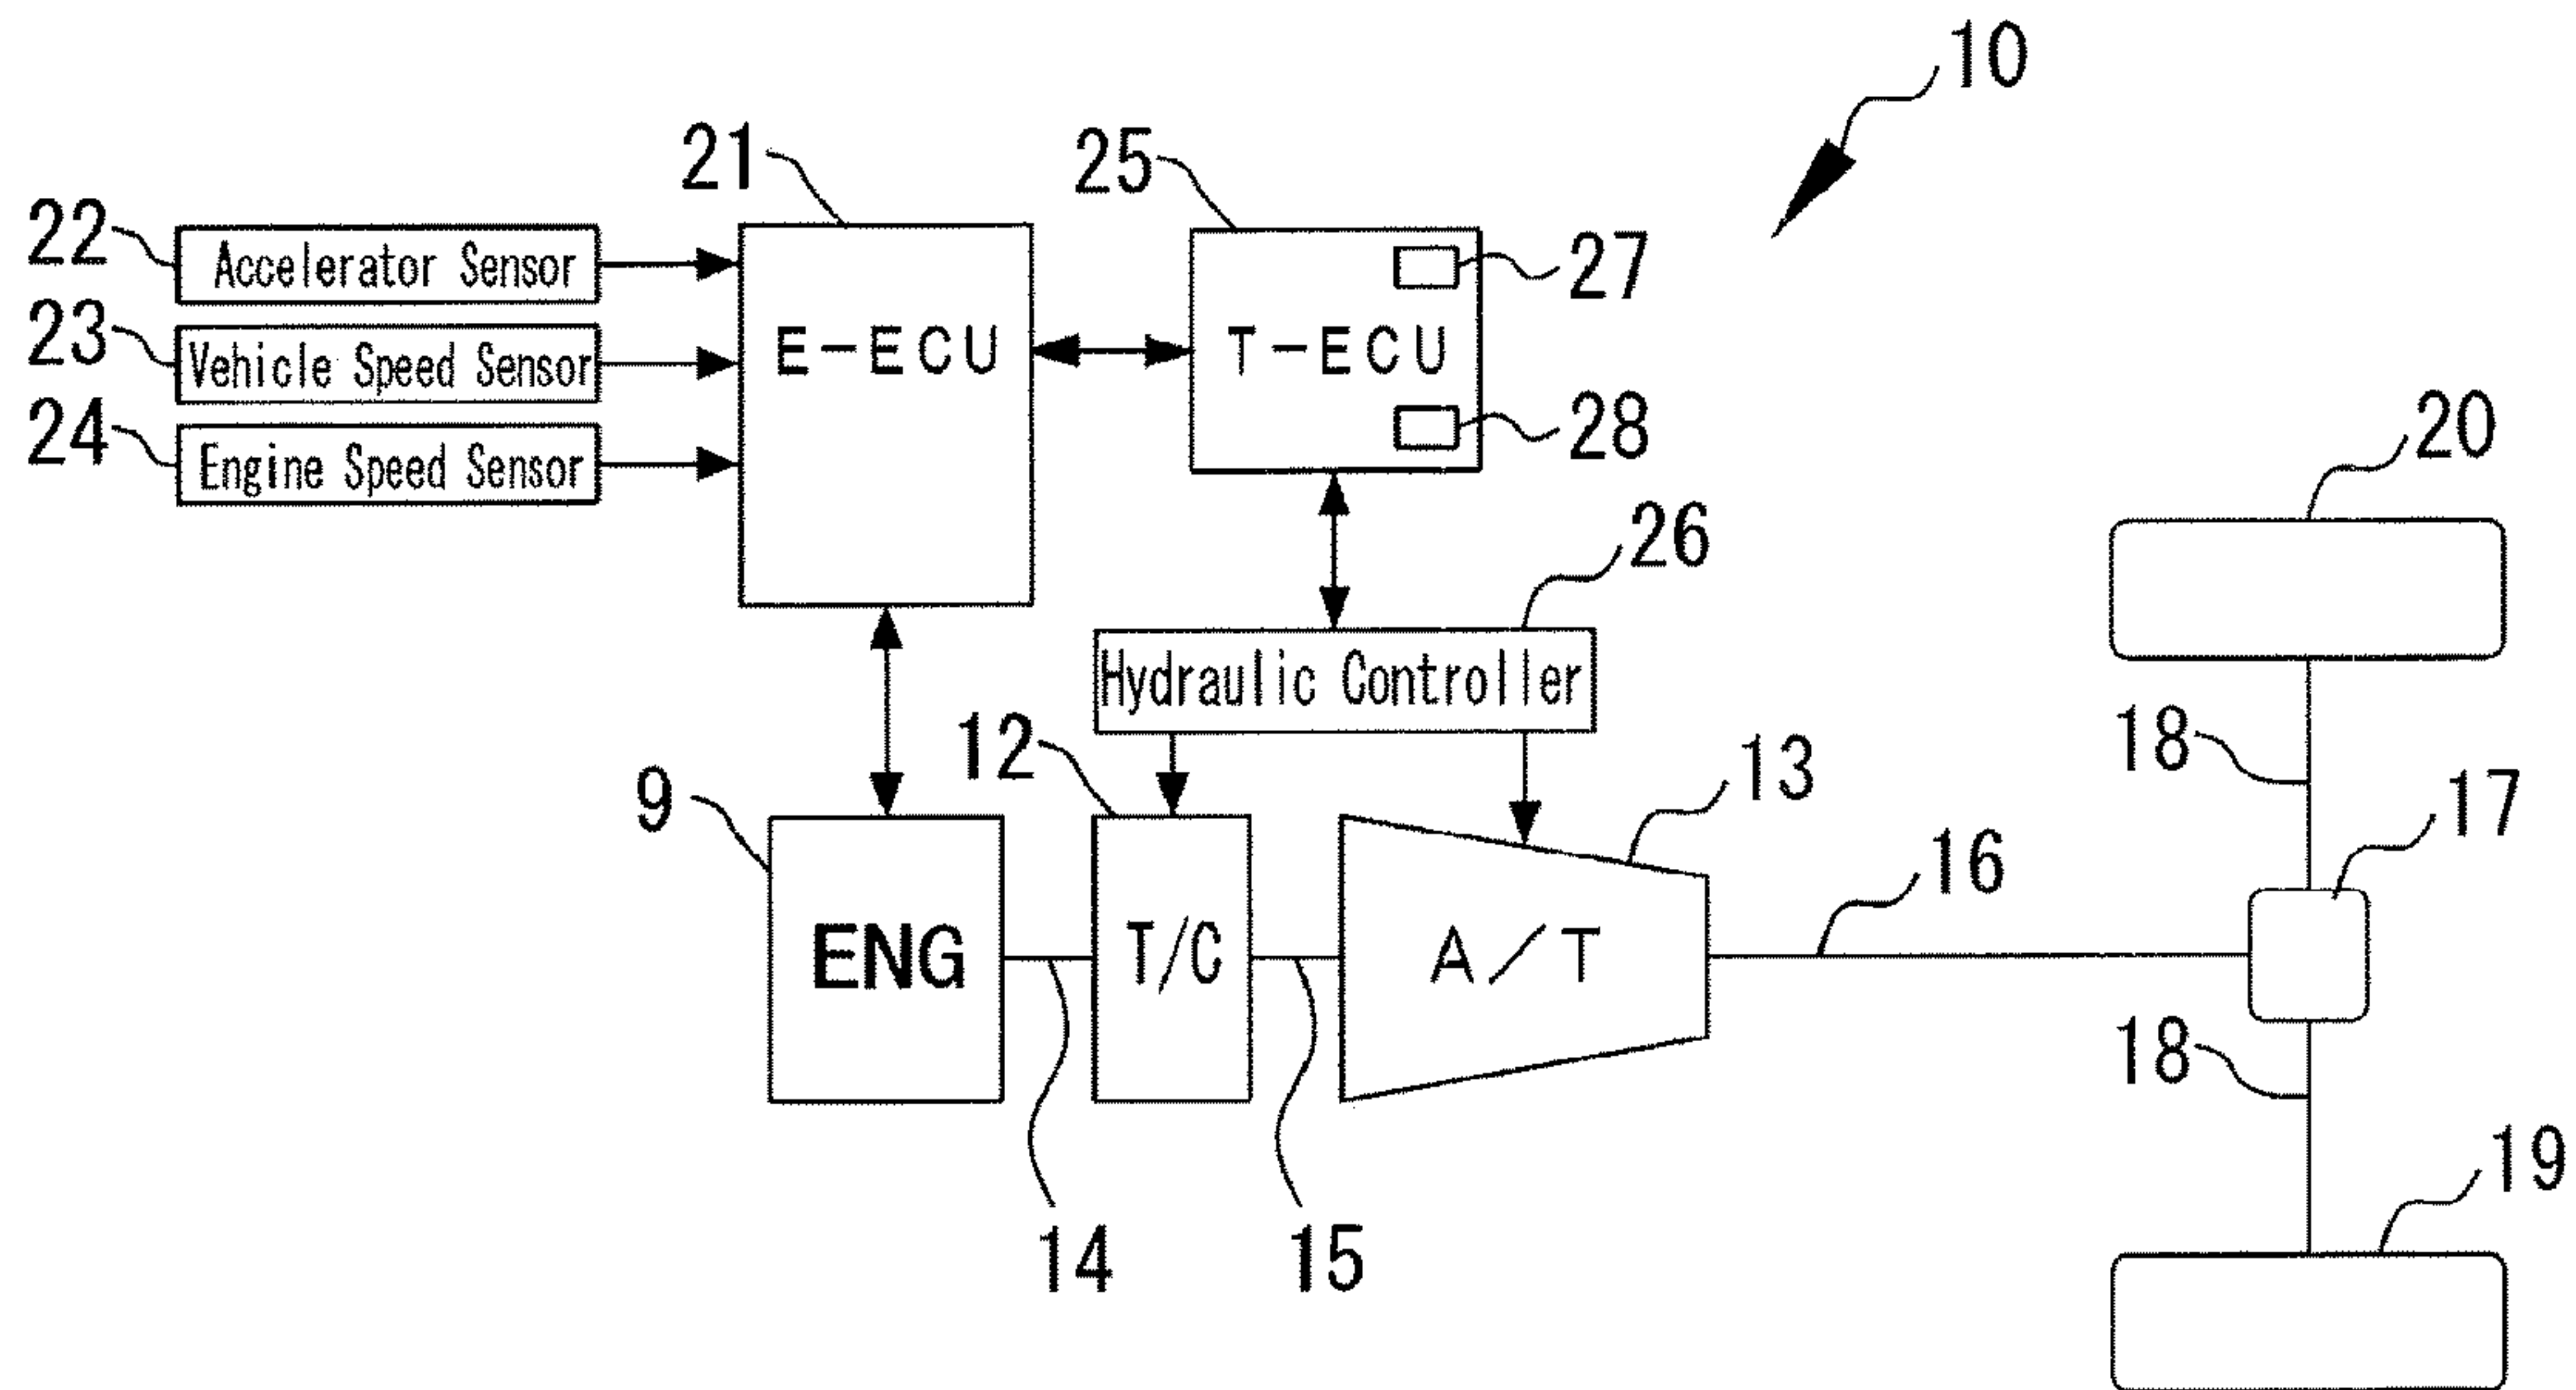 10
21
25
22
Accelerator Sensor
27
23
Vehicle Speed Sensor
E-ECU
T-ECU
24
Engine Speed Sensor
28
20
26
Hydraulic Controller
18
12
13
9
17
16
ENG
T/C
A/T
18
19
14
15